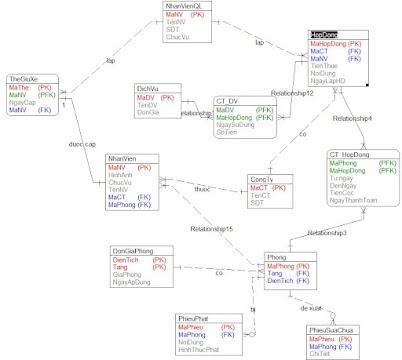 NhanVienQL
MaNV (PK)
TenNV
SDT
ChucVu
HopDong
MaHopDong (PK)
MaCT (FK)
MaNV (FK)
TienThue
NoiDung
NgayLapHD
lap
lap
TheGiuXe
MaThe (PK)
MaNV (PFK)
NgayCap
MaNV (FK)
1
DichVu
MaDV (PK)
TenDV
DonGia
Relationship
CT_DV
MaDV (PFK)
MaHopDong (PFK)
NgaySuDung
SoTien
Relationship12
Relationship4
duoc cap
co
NhanVien
MaNV (PK)
HinhAnh
ChucVu
TenNV
MaCT (FK)
MaPhong (FK)
thuoc
CongTy
MaCT (PK)
TenCT
SDT
CT_HopDong
MaPhong (PFK)
MaHopDong (PFK)
Tu ngay
DenNgay
TienCoc
NgayThanhToan
Relationship15
Relationship3
DonGiaPhong
DienTich (PK)
Tang (PK)
GiaPhong
NgayApDung
co
Phong
MaPhong (PK)
Tang (FK)
DienTich (FK)
bi
de xuat
PhieuPhat
MaPhieu (PK)
MaPhong (FK)
NoiDung
HinhThucPhat
PhieuSuaChua
MaPhieu (PK)
MaPhong (FK)
ChiTiet